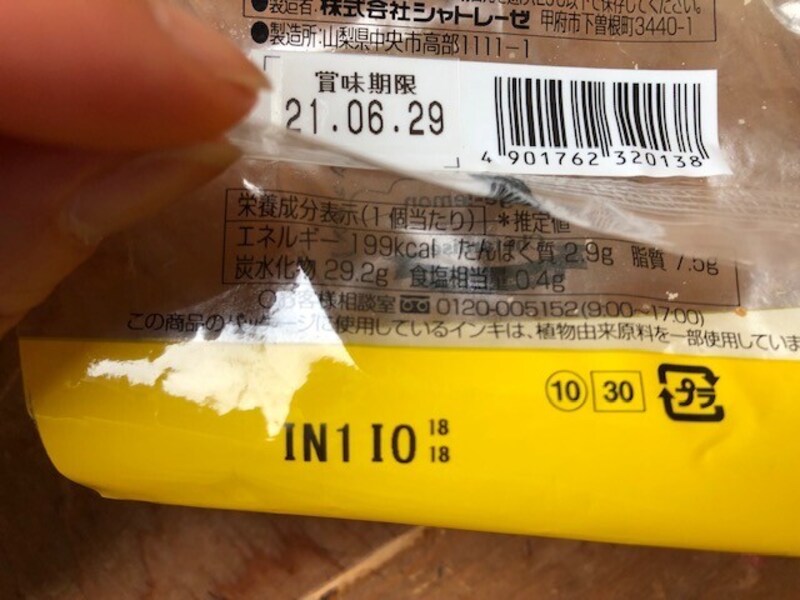 ●製造者:株式会社シャトレーゼ 甲府市下曽根町3440-1
●製造所:山梨県中央市高部1111-1
賞味期限
21.06.29
4 901762 320138
栄養成分表示(1個当たり) *推定値
エネルギー 199kcal たんぱく質 2.9g 脂質 7.5g
炭水化物 29.2g 食塩相当量 0.4g
お客様相談室 0120-005152(9:00~17:00)
この商品のパッケージに使用しているインキは、植物由来原料を一部使用していま
10 30 プラ
IN1 IO 18
18